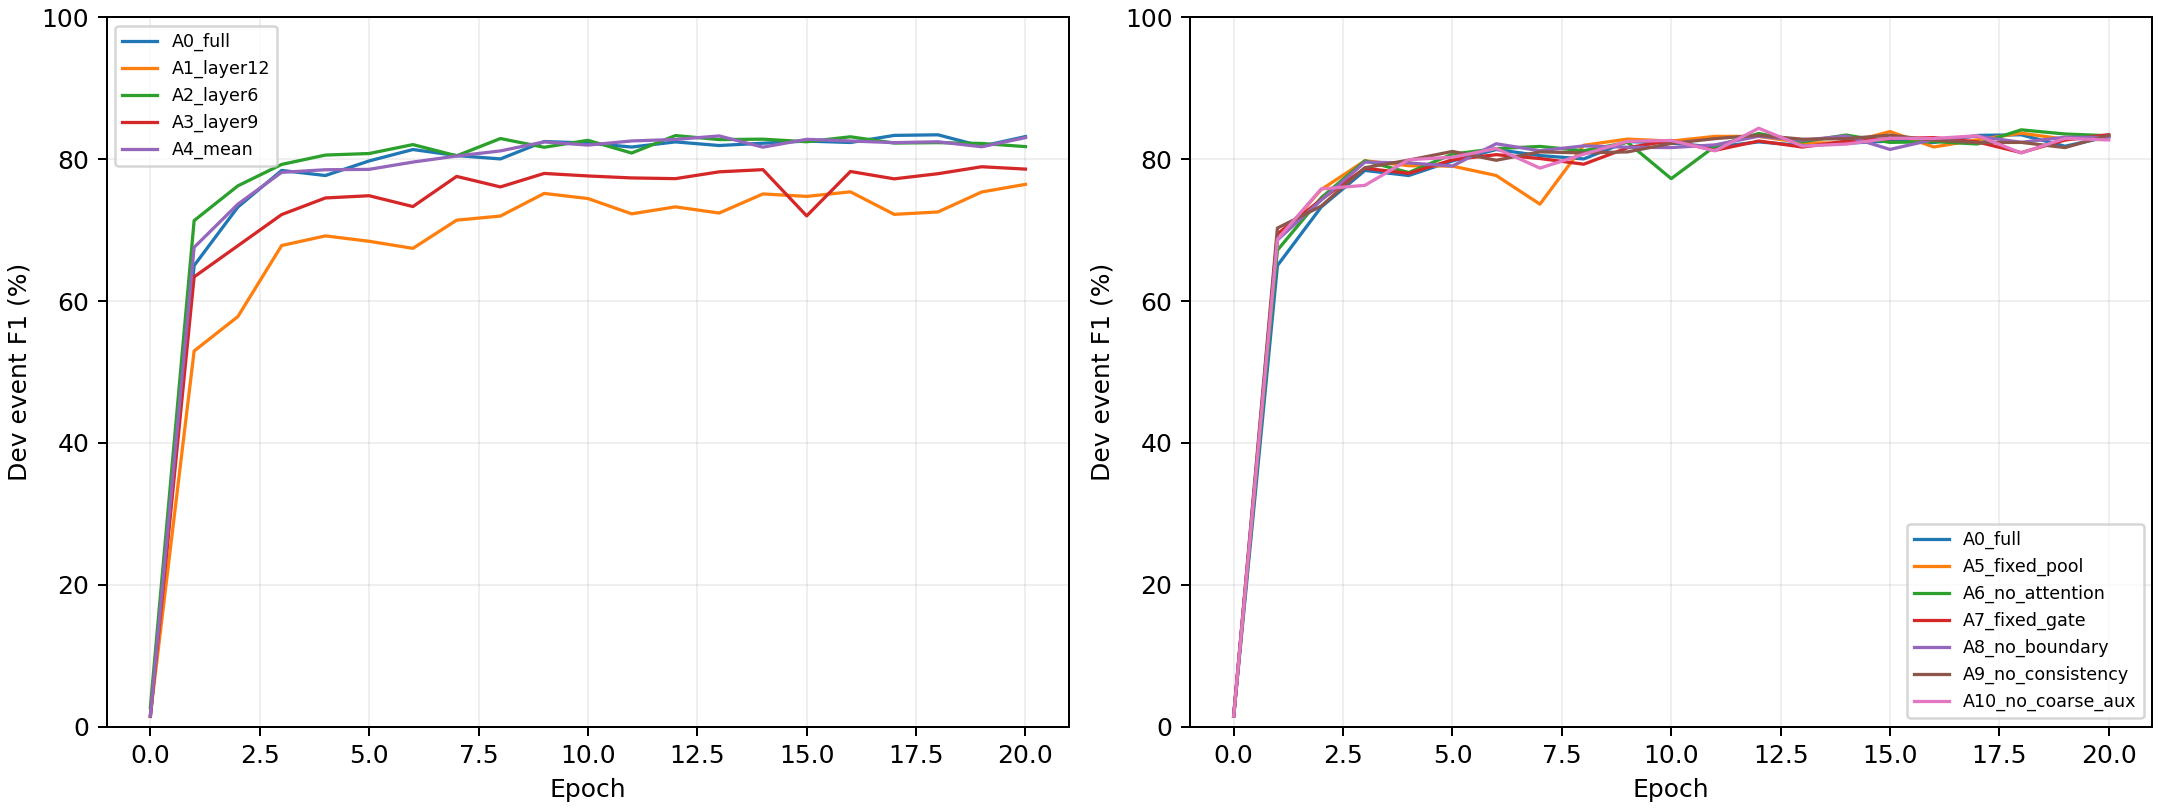 Dev event F1 (%)
100
80
60
40
20
0
A0_full
A1_layer12
A2_layer6
A3_layer9
A4_mean
0.0 2.5 5.0 7.5 10.0 12.5 15.0 17.5 20.0
Epoch
Dev event F1 (%)
100
80
60
40
20
0
A0_full
A5_fixed_pool
A6_no_attention
A7_fixed_gate
A8_no_boundary
A9_no_consistency
A10_no_coarse_aux
0.0 2.5 5.0 7.5 10.0 12.5 15.0 17.5 20.0
Epoch